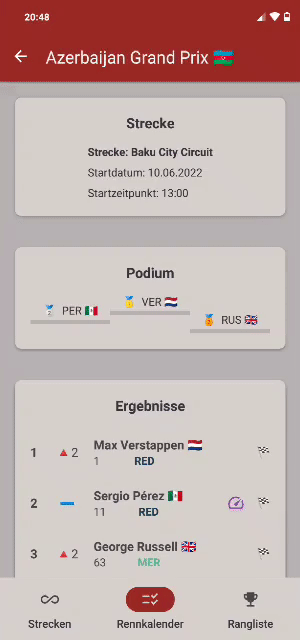 20:48
Azerbaijan Grand Prix 🇦🇿
Strecke
Strecke: Baku City Circuit
Startdatum: 10.06.2022
Startzeitpunkt: 13:00
Podium
🥈 PER 🇲🇽 🥇 VER 🇳🇱 🥉 RUS 🇬🇧
Ergebnisse
1 🔺 2 Max Verstappen 🇳🇱
1 RED
2 Sergio Pérez 🇲🇽
11 RED
3 🔺 2 George Russell 🇬🇧
63 MER
Strecken Rennkalender Rangliste